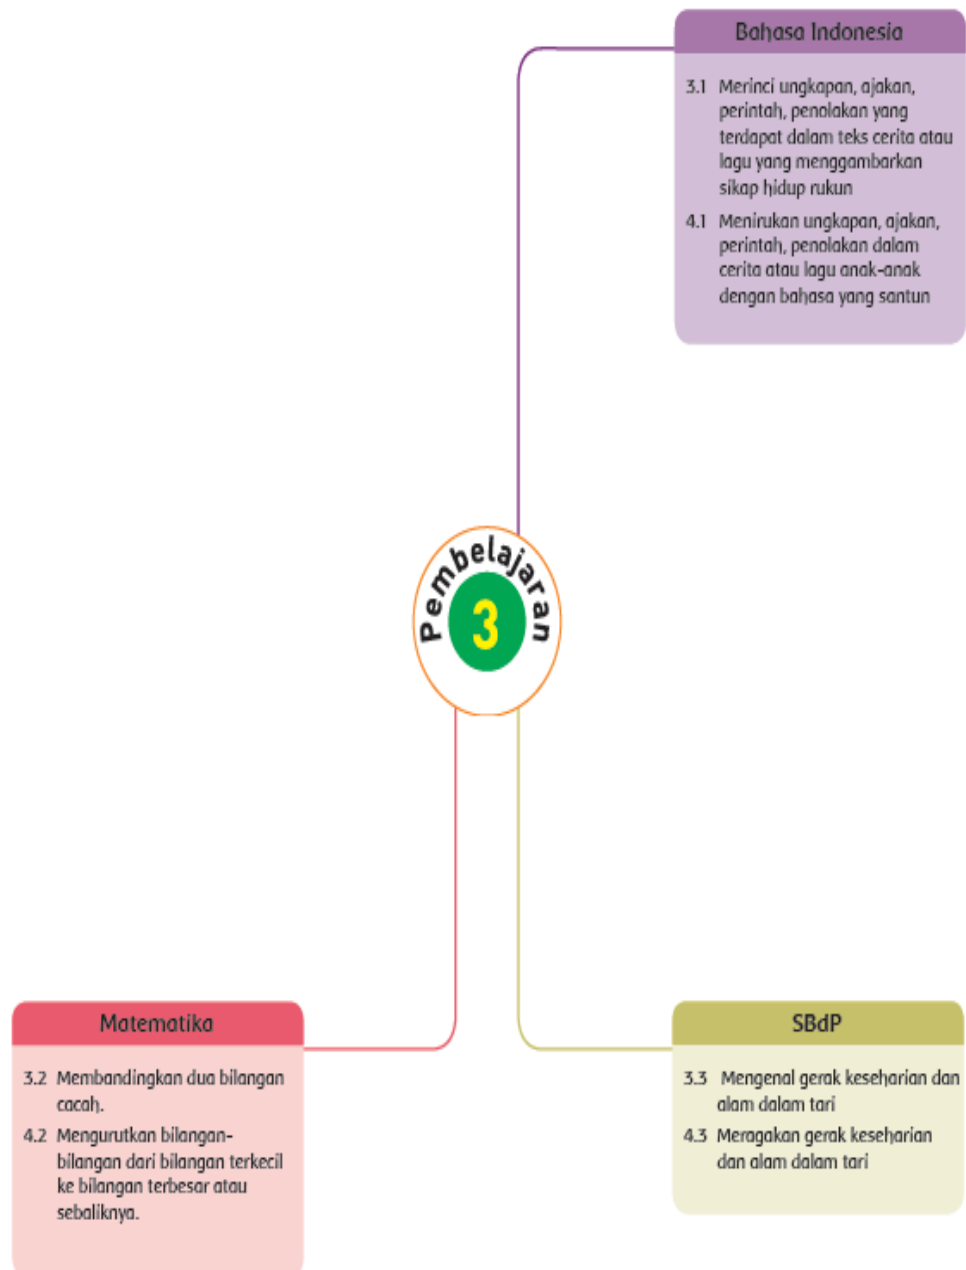 Bahasa Indonesia
3.1 Merinci ungkapan, ajakan,
perintah, penolakan yang
terdapat dalam teks cerita atau
lagu yang menggambarkan
sikap hidup rukun
4.1 Menirukan ungkapan, ajakan,
perintah, penolakan dalam
cerita atau lagu anak-anak
dengan bahasa yang santun
Pembelajaran
3
Matematika
3.2 Membandingkan dua bilangan
cacah.
4.2 Mengurutkan bilangan-
bilangan dari bilangan terkecil
ke bilangan terbesar atau
sebaliknya.
SBdP
3.3 Mengenal gerak keseharian dan
alam dalam tari
4.3 Meragakan gerak keseharian
dan alam dalam tari